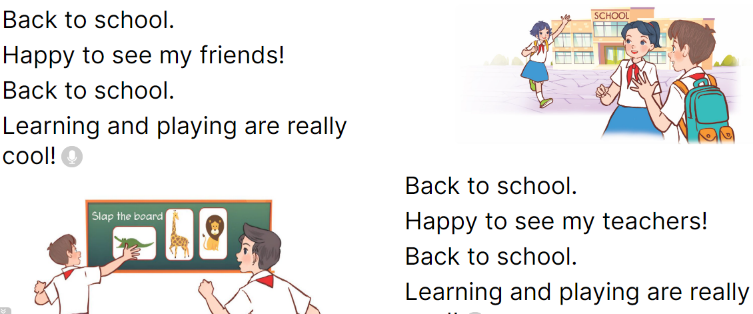 Back to school.
Happy to see my friends!
Back to school.
Learning and playing are really
cool!
SCHOOL
Slap the board
Back to school.
Happy to see my teachers!
Back to school.
Learning and playing are really